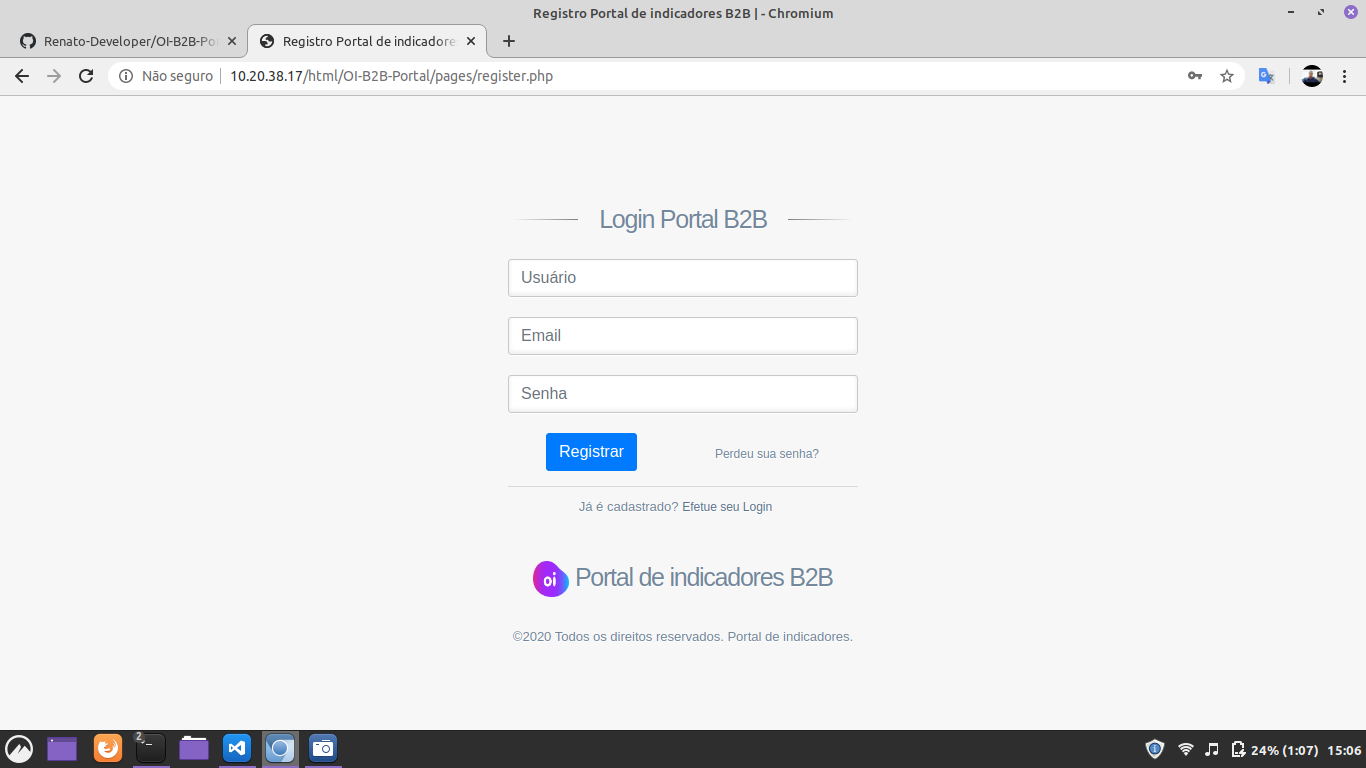 Registro Portal de indicadores B2B | - Chromium
Renato-Developer/OI-B2B-Po
Registro Portal de indicadore
Não seguro
10.20.38.17/html/OI-B2B-Portal/pages/register.php
Login Portal B2B
Usuário
Email
Senha
Registrar
Perdeu sua senha?
Já é cadastrado? Efetue seu Login
oi
Portal de indicadores B2B
©2020 Todos os direitos reservados. Portal de indicadores.
2
24% (1:07)
15:06